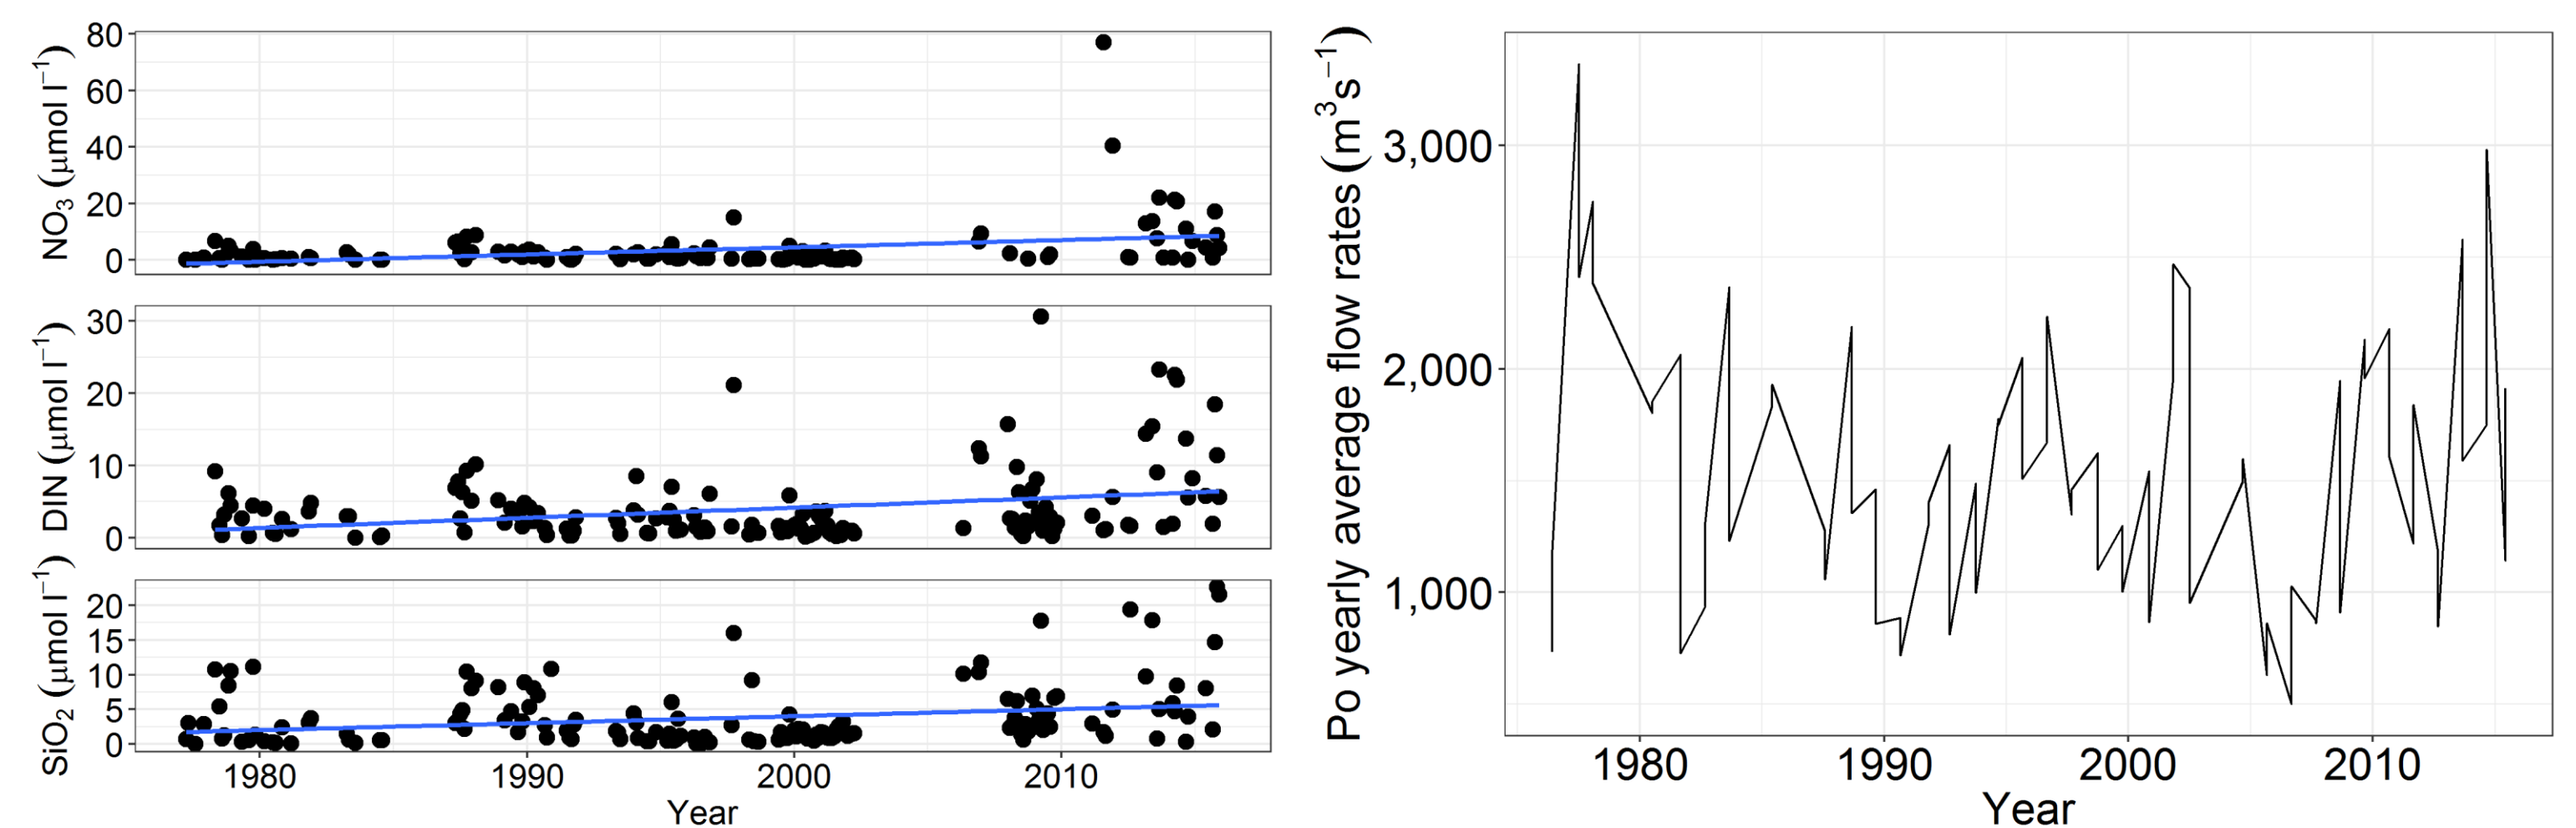 NO₃ (μmol l⁻¹)
80
60
40
20
0
DIN (μmol l⁻¹)
30
20
10
0
SiO₂ (μmol l⁻¹)
20
15
10
5
0
1980 1990 2000 2010
Year
Po yearly average flow rates (m³s⁻¹)
3,000
2,000
1,000
1980 1990 2000 2010
Year